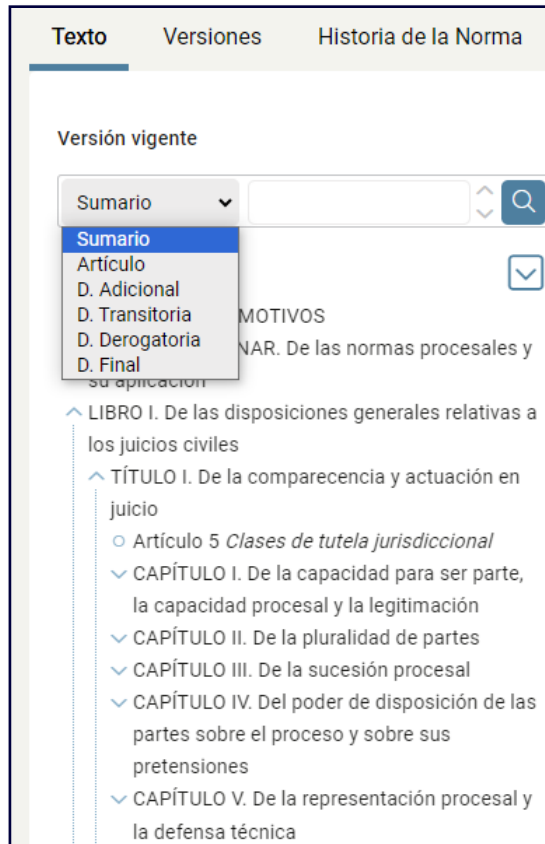 Texto Versiones Historia de la Norma
Versión vigente
Sumario
Sumario
Artículo
D. Adicional
D. Transitoria
D. Derogatoria
D. Final
MOTIVOS
NAR. De las normas procesales y
su aplicación
LIBRO I. De las disposiciones generales relativas a
los juicios civiles
TÍTULO I. De la comparecencia y actuación en
juicio
Artículo 5 Clases de tutela jurisdiccional
CAPÍTULO I. De la capacidad para ser parte,
la capacidad procesal y la legitimación
CAPÍTULO II. De la pluralidad de partes
CAPÍTULO III. De la sucesión procesal
CAPÍTULO IV. Del poder de disposición de las
partes sobre el proceso y sobre sus
pretensiones
CAPÍTULO V. De la representación procesal y
la defensa técnica